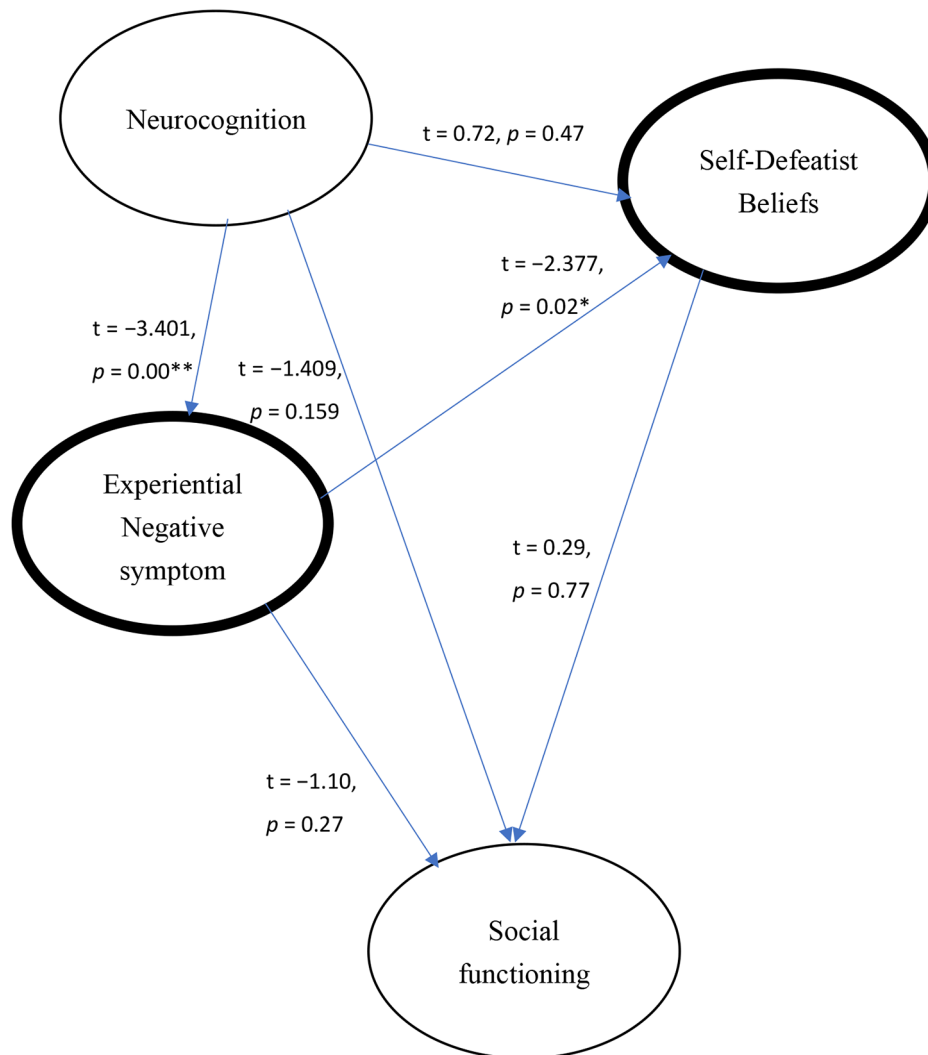 Neurocognition
t = 0.72, p = 0.47
Self-Defeatist
Beliefs
t = −2.377,
p = 0.02*
t = −3.401,
p = 0.00**
t = −1.409,
p = 0.159
Experiential
Negative
symptom
t = 0.29,
p = 0.77
t = −1.10,
p = 0.27
Social
functioning